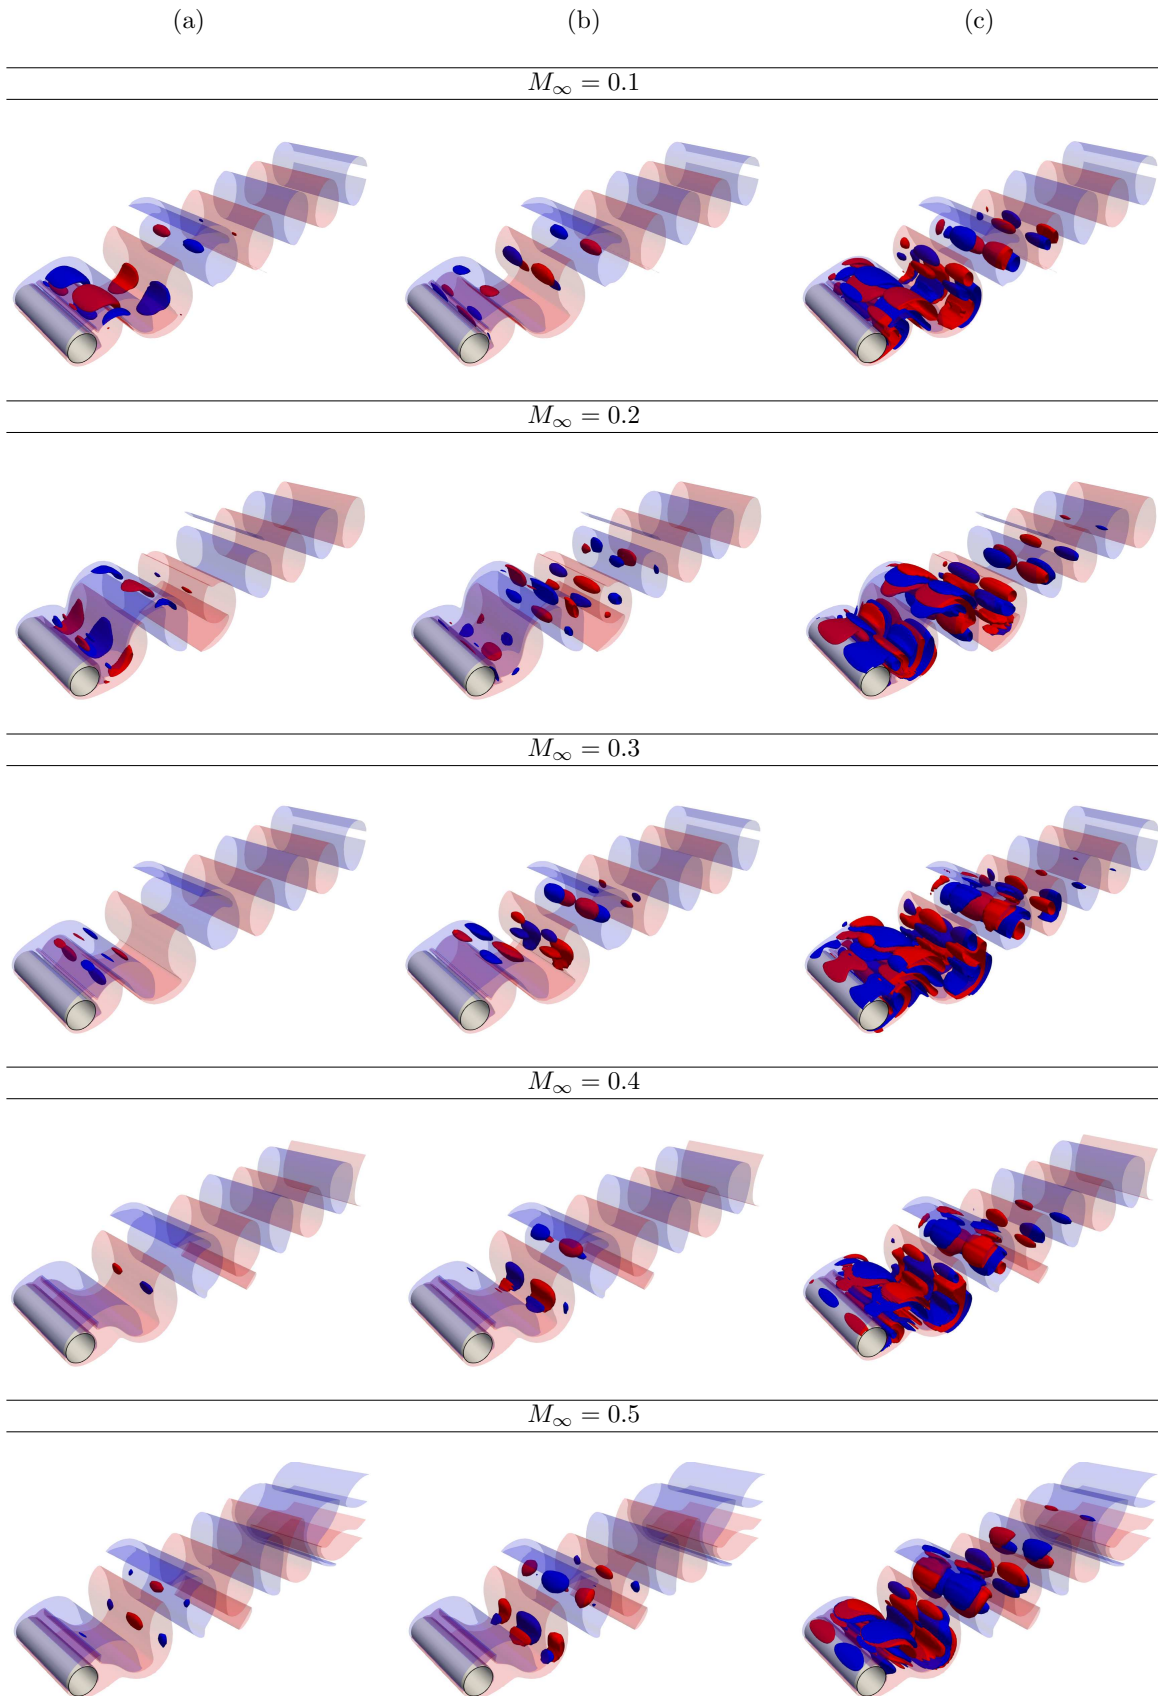 (a) (b) (c)
M∞ = 0.1
M∞ = 0.2
M∞ = 0.3
M∞ = 0.4
M∞ = 0.5